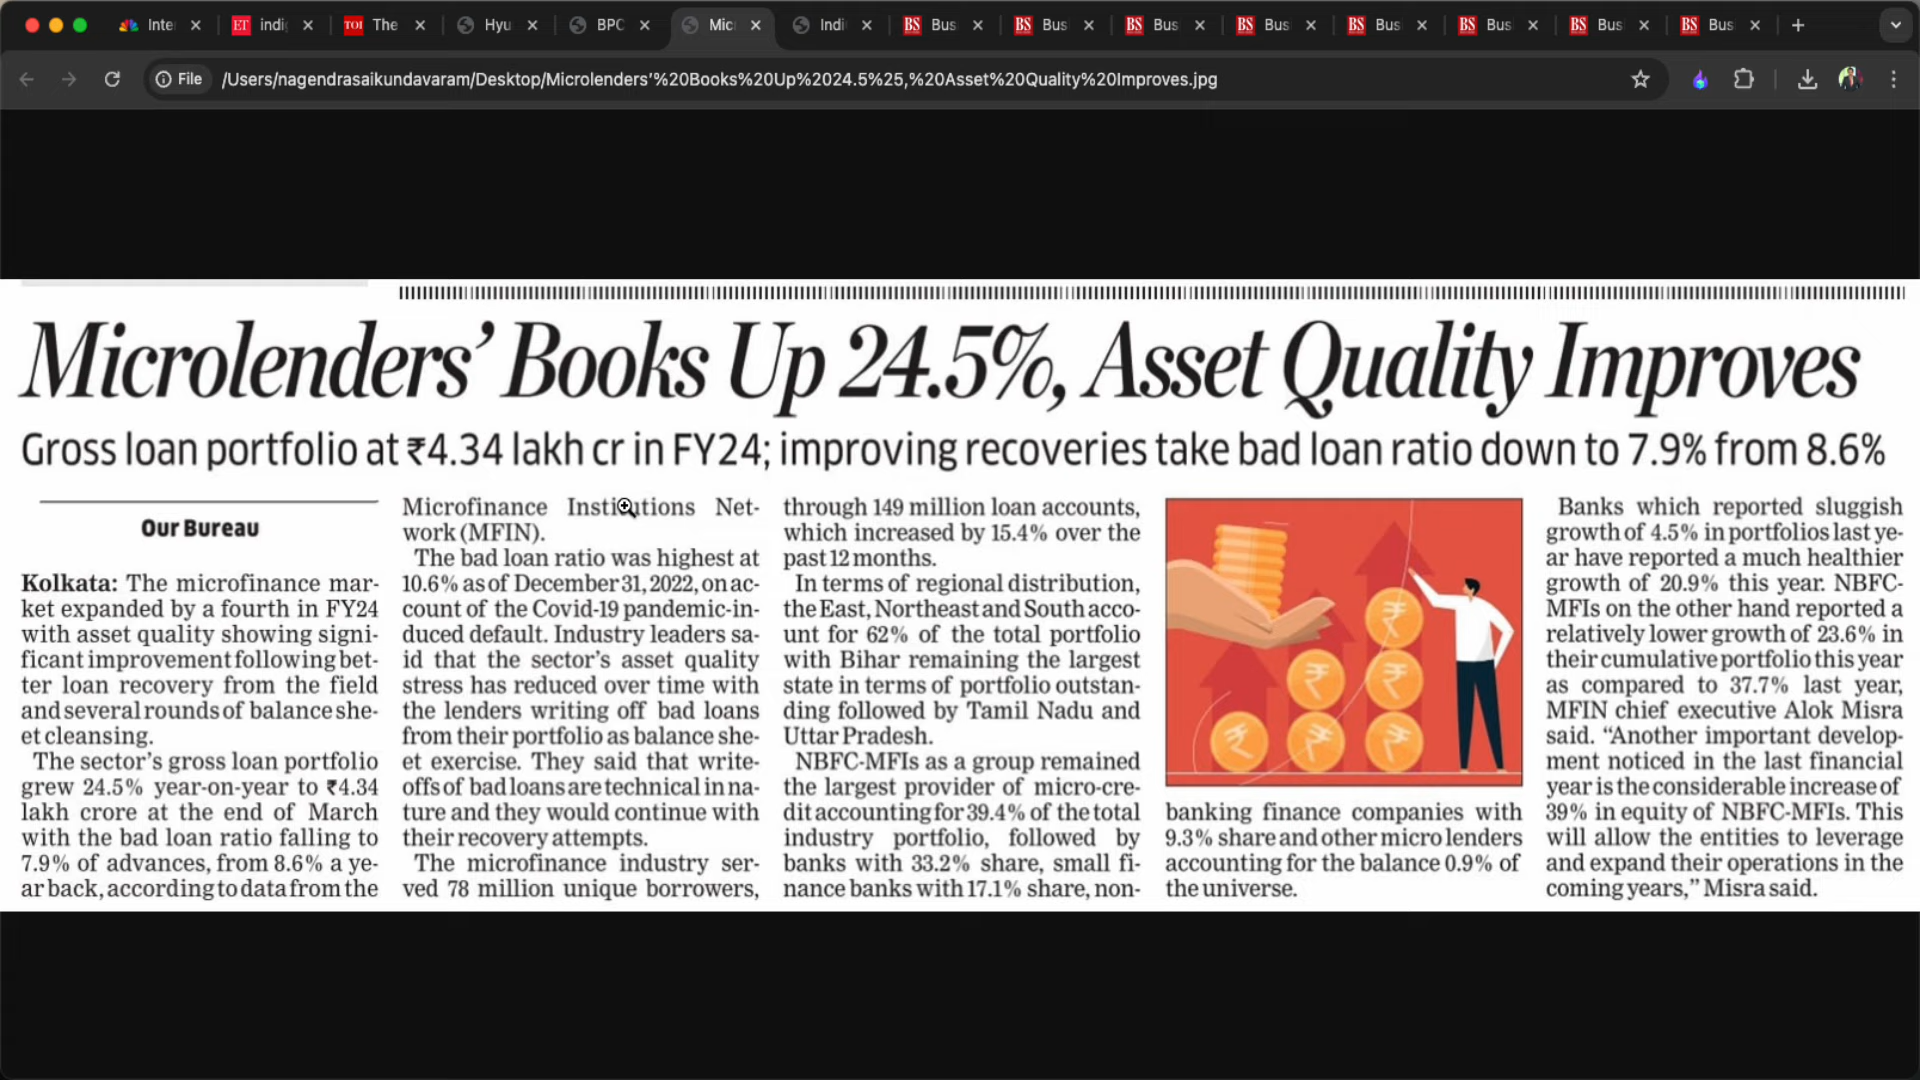 Inte
indi
The
Hyu
BPC
Mic
Indi
Bus
Bus
Bus
Bus
Bus
Bus
Bus
Bus
File
/Users/nagendrasaikundavaram/Desktop/Microlenders'%20Books%20Up%2024.5%25,%20Asset%20Quality%20Improves.jpg
Microlenders’ Books Up 24.5%, Asset Quality Improves
Gross loan portfolio at ₹4.34 lakh cr in FY24; improving recoveries take bad loan ratio down to 7.9% from 8.6%
Our Bureau
Kolkata: The microfinance mar-
ket expanded by a fourth in FY24
with asset quality showing signi-
ficant improvement following bet-
ter loan recovery from the field
and several rounds of balance she-
et cleansing.
The sector’s gross loan portfolio
grew 24.5% year-on-year to ₹4.34
lakh crore at the end of March
with the bad loan ratio falling to
7.9% of advances, from 8.6% a ye-
ar back, according to data from the
Microfinance Institutions Net-
work (MFIN).
The bad loan ratio was highest at
10.6% as of December 31, 2022, on ac-
count of the Covid-19 pandemic-in-
duced default. Industry leaders sa-
id that the sector’s asset quality
stress has reduced over time with
the lenders writing off bad loans
from their portfolio as balance she-
et exercise. They said that write-
offs of bad loans are technical in na-
ture and they would continue with
their recovery attempts.
The microfinance industry ser-
ved 78 million unique borrowers,
through 149 million loan accounts,
which increased by 15.4% over the
past 12 months.
In terms of regional distribution,
the East, Northeast and South acco-
unt for 62% of the total portfolio
with Bihar remaining the largest
state in terms of portfolio outstan-
ding followed by Tamil Nadu and
Uttar Pradesh.
NBFC-MFIs as a group remained
the largest provider of micro-cre-
dit accounting for 39.4% of the total
industry portfolio, followed by
banks with 33.2% share, small fi-
nance banks with 17.1% share, non-
banking finance companies with
9.3% share and other micro lenders
accounting for the balance 0.9% of
the universe.
Banks which reported sluggish
growth of 4.5% in portfolios last ye-
ar have reported a much healthier
growth of 20.9% this year. NBFC-
MFIs on the other hand reported a
relatively lower growth of 23.6% in
their cumulative portfolio this year
as compared to 37.7% last year,
MFIN chief executive Alok Misra
said. “Another important develop-
ment noticed in the last financial
year is the considerable increase of
39% in equity of NBFC-MFIs. This
will allow the entities to leverage
and expand their operations in the
coming years,” Misra said.